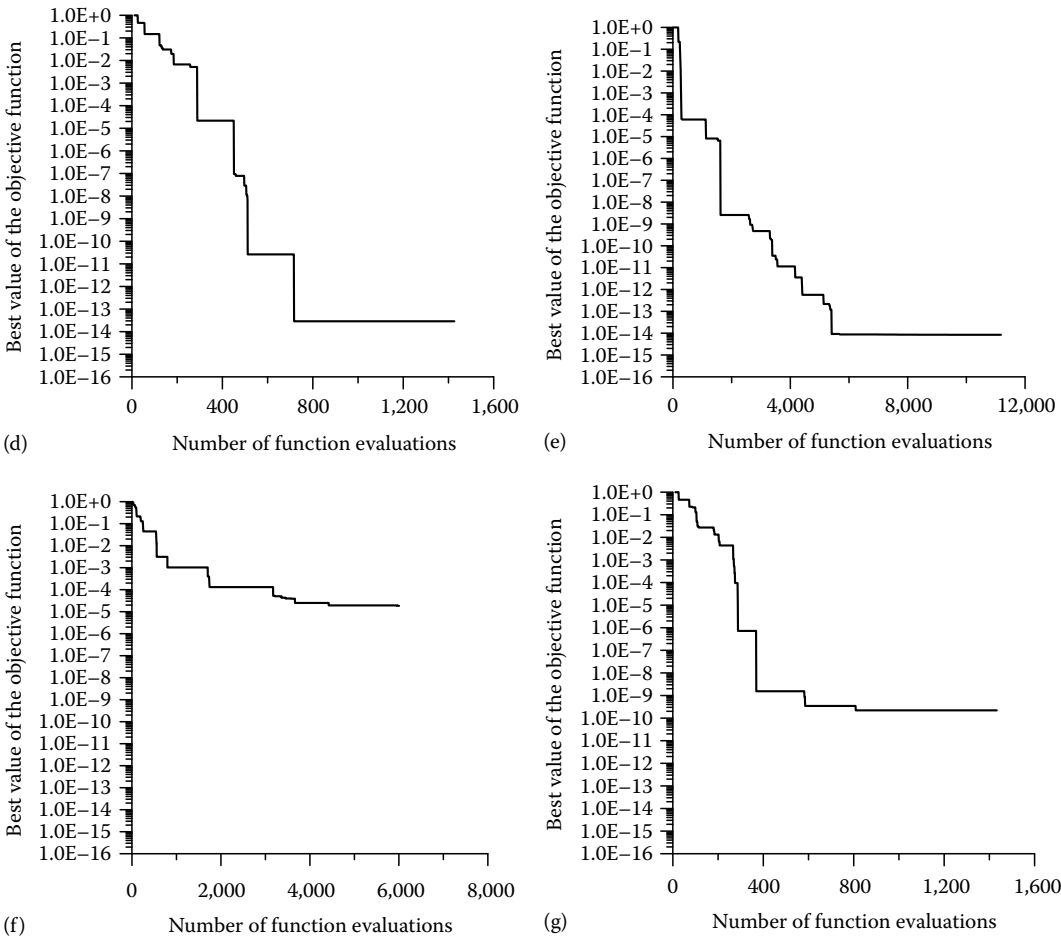 Best value of the objective function
1.0E+0
1.0E−1
1.0E−2
1.0E−3
1.0E−4
1.0E−5
1.0E−6
1.0E−7
1.0E−8
1.0E−9
1.0E−10
1.0E−11
1.0E−12
1.0E−13
1.0E−14
1.0E−15
1.0E−16
0 400 800 1,200 1,600
(d) Number of function evaluations
Best value of the objective function
1.0E+0
1.0E−1
1.0E−2
1.0E−3
1.0E−4
1.0E−5
1.0E−6
1.0E−7
1.0E−8
1.0E−9
1.0E−10
1.0E−11
1.0E−12
1.0E−13
1.0E−14
1.0E−15
1.0E−16
0 4,000 8,000 12,000
(e) Number of function evaluations
Best value of the objective function
1.0E+0
1.0E−1
1.0E−2
1.0E−3
1.0E−4
1.0E−5
1.0E−6
1.0E−7
1.0E−8
1.0E−9
1.0E−10
1.0E−11
1.0E−12
1.0E−13
1.0E−14
1.0E−15
1.0E−16
0 2,000 4,000 6,000 8,000
(f) Number of function evaluations
Best value of the objective function
1.0E+0
1.0E−1
1.0E−2
1.0E−3
1.0E−4
1.0E−5
1.0E−6
1.0E−7
1.0E−8
1.0E−9
1.0E−10
1.0E−11
1.0E−12
1.0E−13
1.0E−14
1.0E−15
1.0E−16
0 400 800 1,200 1,600
(g) Number of function evaluations